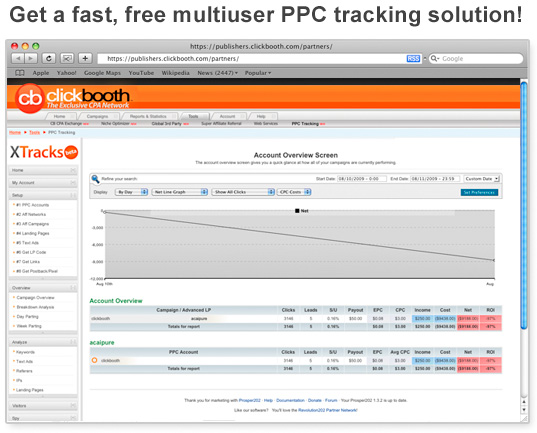 Get a fast, free multiuser PPC tracking solution!
https://publishers.clickbooth.com/partners/
https://publishers.clickbooth.com/partners/ RSS Google
Apple Yahoo! Google Maps YouTube Wikipedia News (2447) Popular
cb clickbooth
The Exclusive CPA Network
Home Campaigns Reports & Statistics Tools Account Help
CB CPA Exchange Niche Optimizer Global 3rd Party Super Affiliate Referral Web Services PPC Tracking
Home Tools PPC Tracking
XTracks beta
Account Overview Screen
The account overview screen gives you a quick glance at how all of your campaigns are currently performing.
Home
My Account
Setup
#1 PPC Accounts
#2 Aff Networks
#3 Aff Campaigns
#4 Landing Pages
#5 Text Ads
#6 Get LP Code
#7 Get Links
#8 Get Postback/Pixel
Overview
Campaign Overview
Breakdown Analysis
Day Parting
Week Parting
Analyze
Keywords
Text Ads
Referers
IPs
Landing Pages
Visitors
Spy
Refine your search: Start Date: 08/10/2009 - 0:00 End Date: 08/11/2009 - 23:59 Custom Date
Display By Day Net Line Graph Show All Clicks CPC Costs Set Preferences
Net
-3,000
-6,000
-9,000
-12,000
Aug 10th Aug
Account Overview
Campaign / Advanced LP Clicks Leads S/U Payout EPC CPC Income Cost Net ROI
clickbooth acaipure 3146 5 0.16% $50.00 $0.08 $3.00 $250.00 ($9438.00) ($9188.00) -97%
Totals for report 3146 5 0.16% $50.00 $0.08 $3.00 $250.00 ($9438.00) ($9188.00) -97%
acaipure
PPC Account Clicks Leads S/U Payout EPC Avg CPC Income Cost Net ROI
clickbooth 3146 5 0.16% $50.00 $0.08 $3.00 $250.00 ($9438.00) ($9188.00) -97%
Totals for report 3146 5 0.16% $50.00 $0.08 $3.00 $250.00 ($9438.00) ($9188.00) -97%
Thank you for marketing with Prosper202 · Help · Documentation · Donate · Forum · Your Prosper202 1.3.2 is up to date.
Like our software? You'll love the Revolution202 Partner Network!